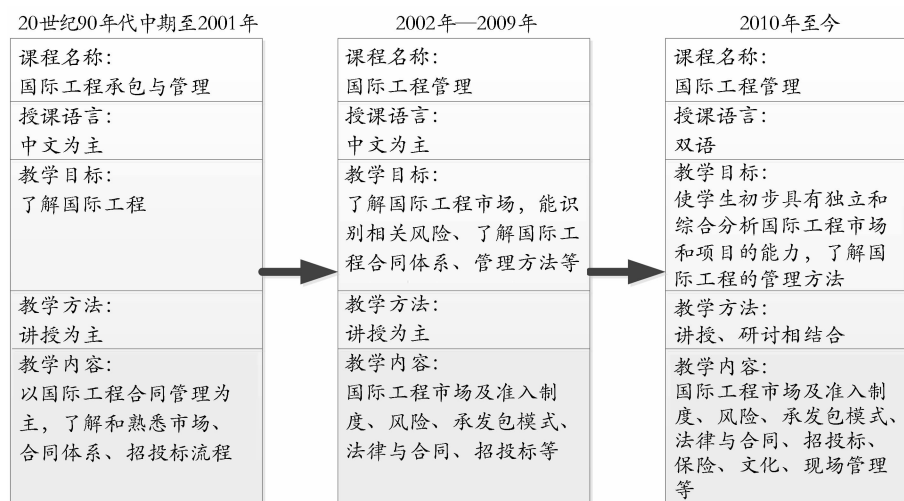 20世纪90年代中期至2001年
课程名称：
国际工程承包与管理
授课语言：
中文为主
教学目标：
了解国际工程
教学方法：
讲授为主
教学内容：
以国际工程合同管理为
主，了解和熟悉市场、
合同体系、招投标流程
2002年—2009年
课程名称：
国际工程管理
授课语言：
中文为主
教学目标：
了解国际工程市场，能识
别相关风险、了解国际工
程合同体系、管理方法等
教学方法：
讲授为主
教学内容：
国际工程市场及准入制
度、风险、承发包模式、
法律与合同、招投标等
2010年至今
课程名称：
国际工程管理
授课语言：
双语
教学目标：
使学生初步具有独立和
综合分析国际工程市场
和项目的能力，了解国
际工程的管理方法
教学方法：
讲授、研讨相结合
教学内容：
国际工程市场及准入制
度、风险、承发包模式、
法律与合同、招投标、
保险、文化、现场管理
等